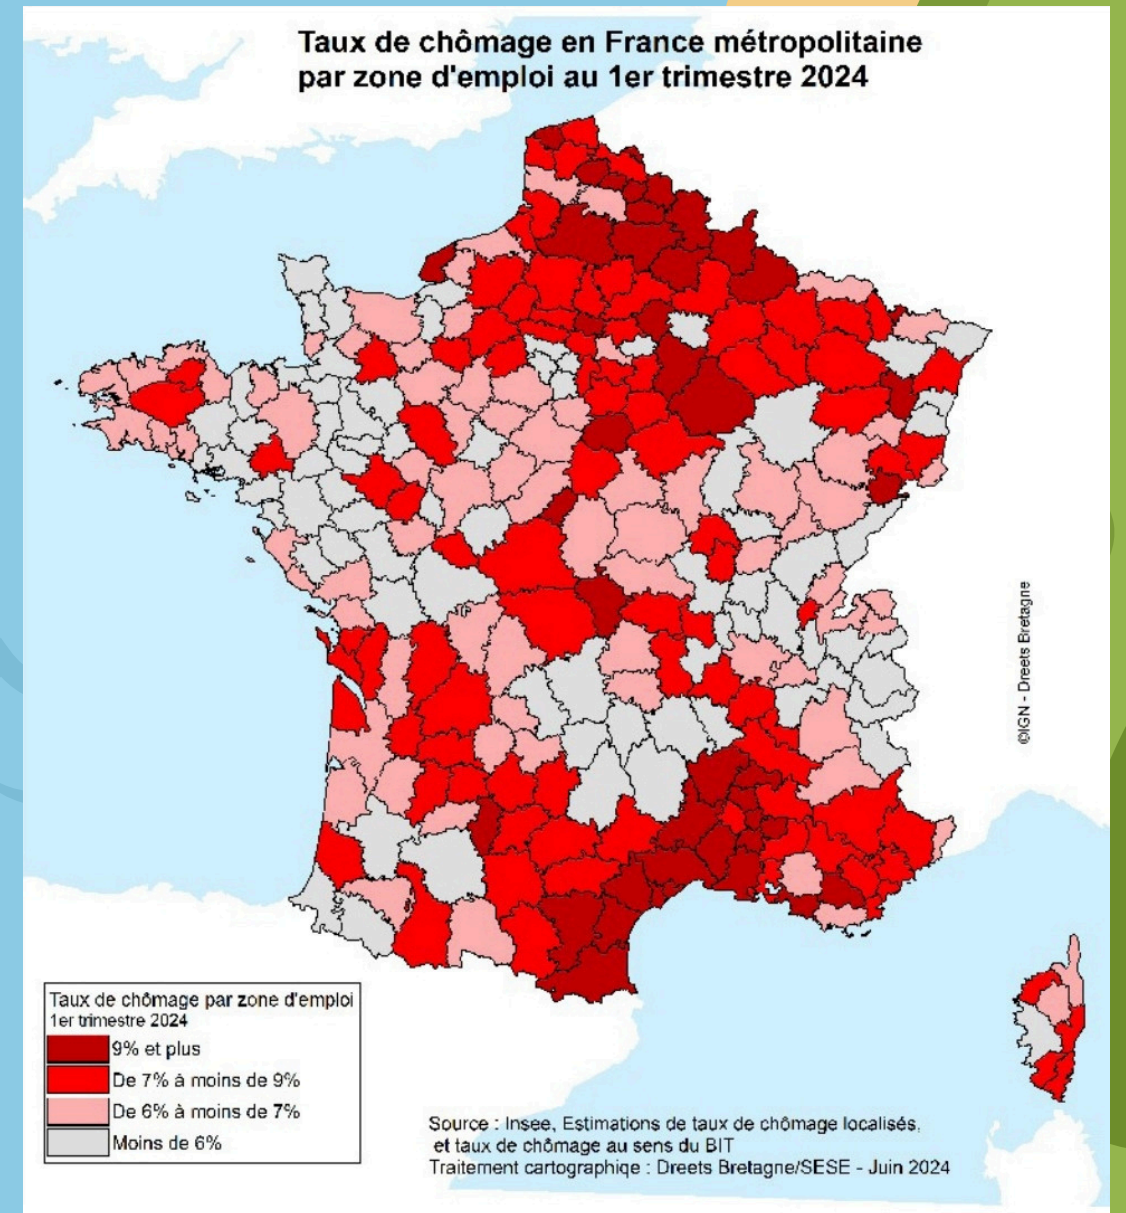 Taux de chômage en France métropolitaine
par zone d'emploi au 1er trimestre 2024
©IGN - Dreets Bretagne
Taux de chômage par zone d'emploi
1er trimestre 2024
9% et plus
De 7% à moins de 9%
De 6% à moins de 7%
Moins de 6%
Source : Insee, Estimations de taux de chômage localisés,
et taux de chômage au sens du BIT
Traitement cartographiqe : Dreets Bretagne/SESE - Juin 2024